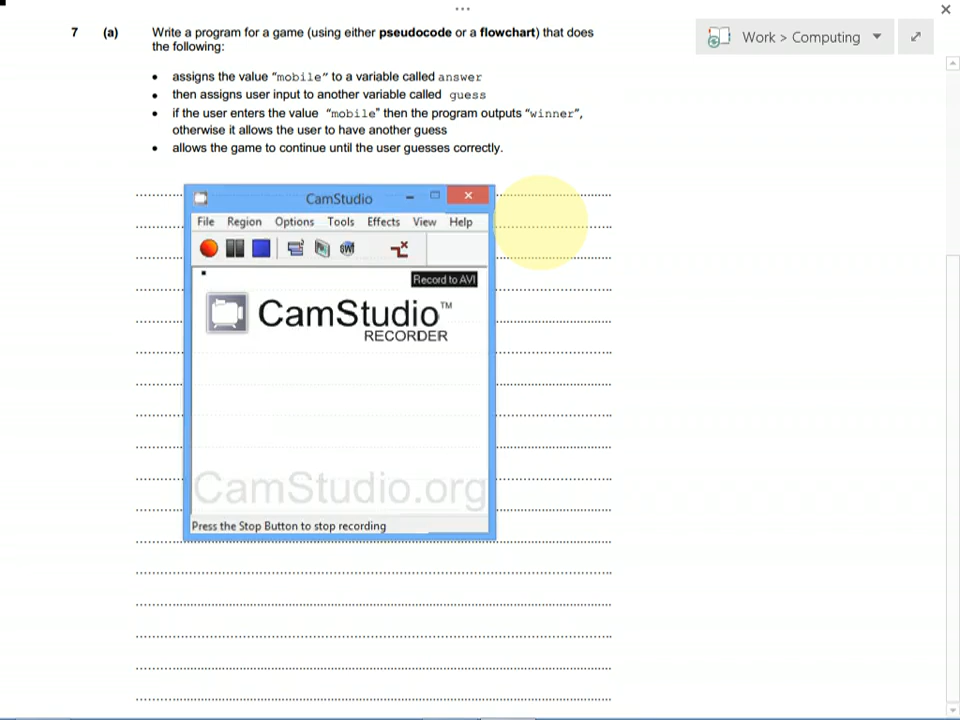 Work > Computing
7 (a) Write a program for a game (using either pseudocode or a flowchart) that does
the following:
• assigns the value "mobile" to a variable called answer
• then assigns user input to another variable called guess
• if the user enters the value "mobile" then the program outputs "winner",
otherwise it allows the user to have another guess
• allows the game to continue until the user guesses correctly.
CamStudio
File Region Options Tools Effects View Help
Record to AVI
CamStudio™
RECORDER
CamStudio.org
Press the Stop Button to stop recording